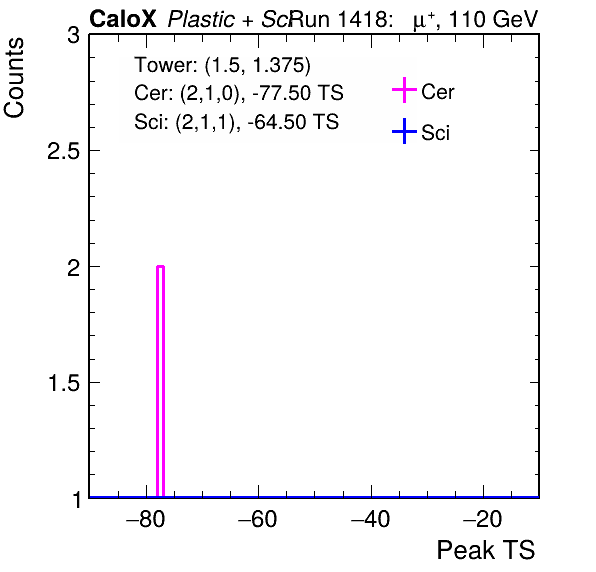 CaloX Plastic + Sci Run 1418: μ⁺, 110 GeV
Counts
3
2.5
2
1.5
1
Tower: (1.5, 1.375)
Cer: (2,1,0), -77.50 TS
Sci: (2,1,1), -64.50 TS
Cer
Sci
−80 −60 −40 −20
Peak TS